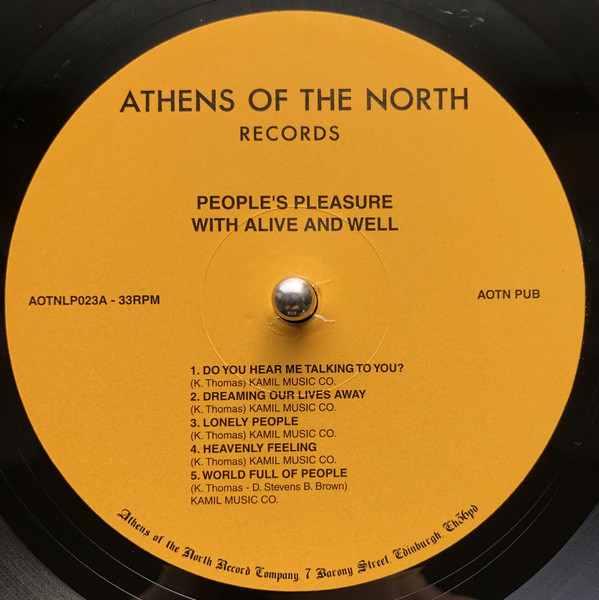 ATHENS OF THE NORTH
RECORDS
PEOPLE'S PLEASURE
WITH ALIVE AND WELL
AOTNLP023A - 33RPM
AOTN PUB
1. DO YOU HEAR ME TALKING TO YOU?
(K. Thomas) KAMIL MUSIC CO.
2. DREAMING OUR LIVES AWAY
(K. Thomas) KAMIL MUSIC CO.
3. LONELY PEOPLE
(K. Thomas) KAMIL MUSIC CO.
4. HEAVENLY FEELING
(K. Thomas) KAMIL MUSIC CO.
5. WORLD FULL OF PEOPLE
(K. Thomas - D. Stevens B. Brown)
KAMIL MUSIC CO.
Athens of the North Record Company, 7 Barony Street, Edinburgh, Eh36pd